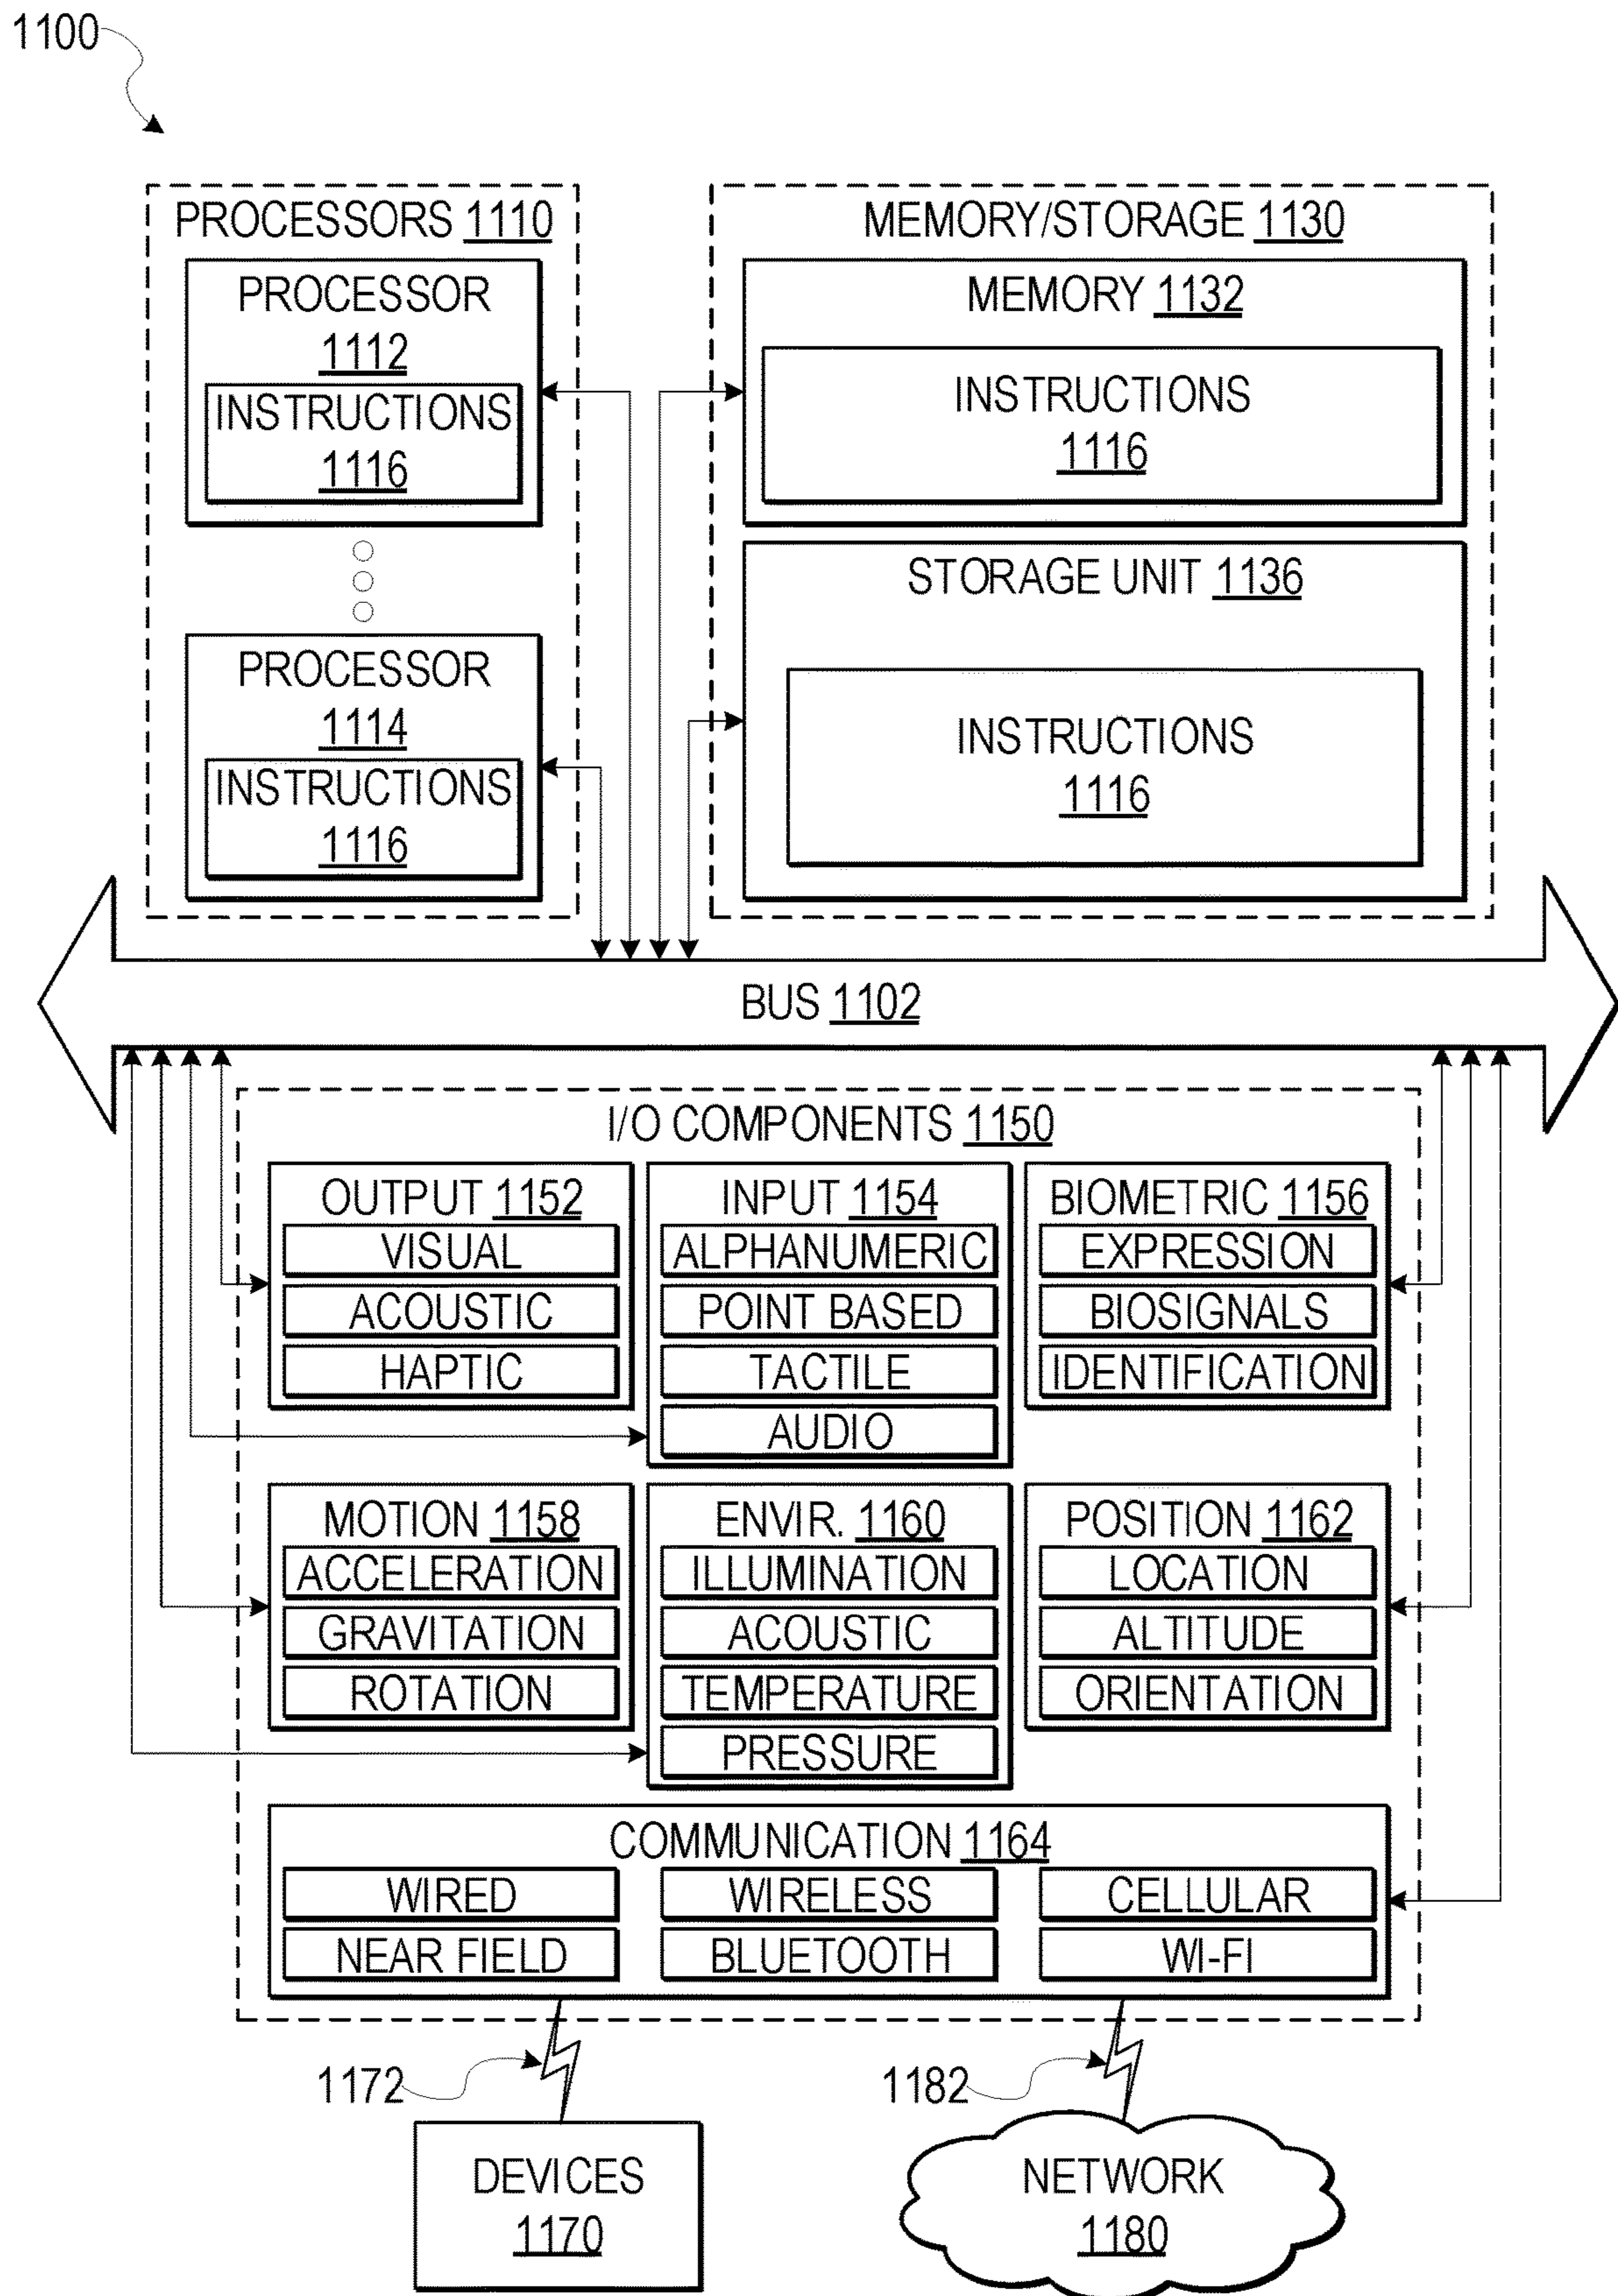 1100
PROCESSORS 1110
PROCESSOR
1112
INSTRUCTIONS
1116
PROCESSOR
1114
INSTRUCTIONS
1116
MEMORY/STORAGE 1130
MEMORY 1132
INSTRUCTIONS
1116
STORAGE UNIT 1136
INSTRUCTIONS
1116
BUS 1102
I/O COMPONENTS 1150
OUTPUT 1152
VISUAL
ACOUSTIC
HAPTIC
INPUT 1154
ALPHANUMERIC
POINT BASED
TACTILE
AUDIO
BIOMETRIC 1156
EXPRESSION
BIOSIGNALS
IDENTIFICATION
MOTION 1158
ACCELERATION
GRAVITATION
ROTATION
ENVIR. 1160
ILLUMINATION
ACOUSTIC
TEMPERATURE
PRESSURE
POSITION 1162
LOCATION
ALTITUDE
ORIENTATION
COMMUNICATION 1164
WIRED
WIRELESS
CELLULAR
NEAR FIELD
BLUETOOTH
WI-FI
1172
1182
DEVICES
1170
NETWORK
1180